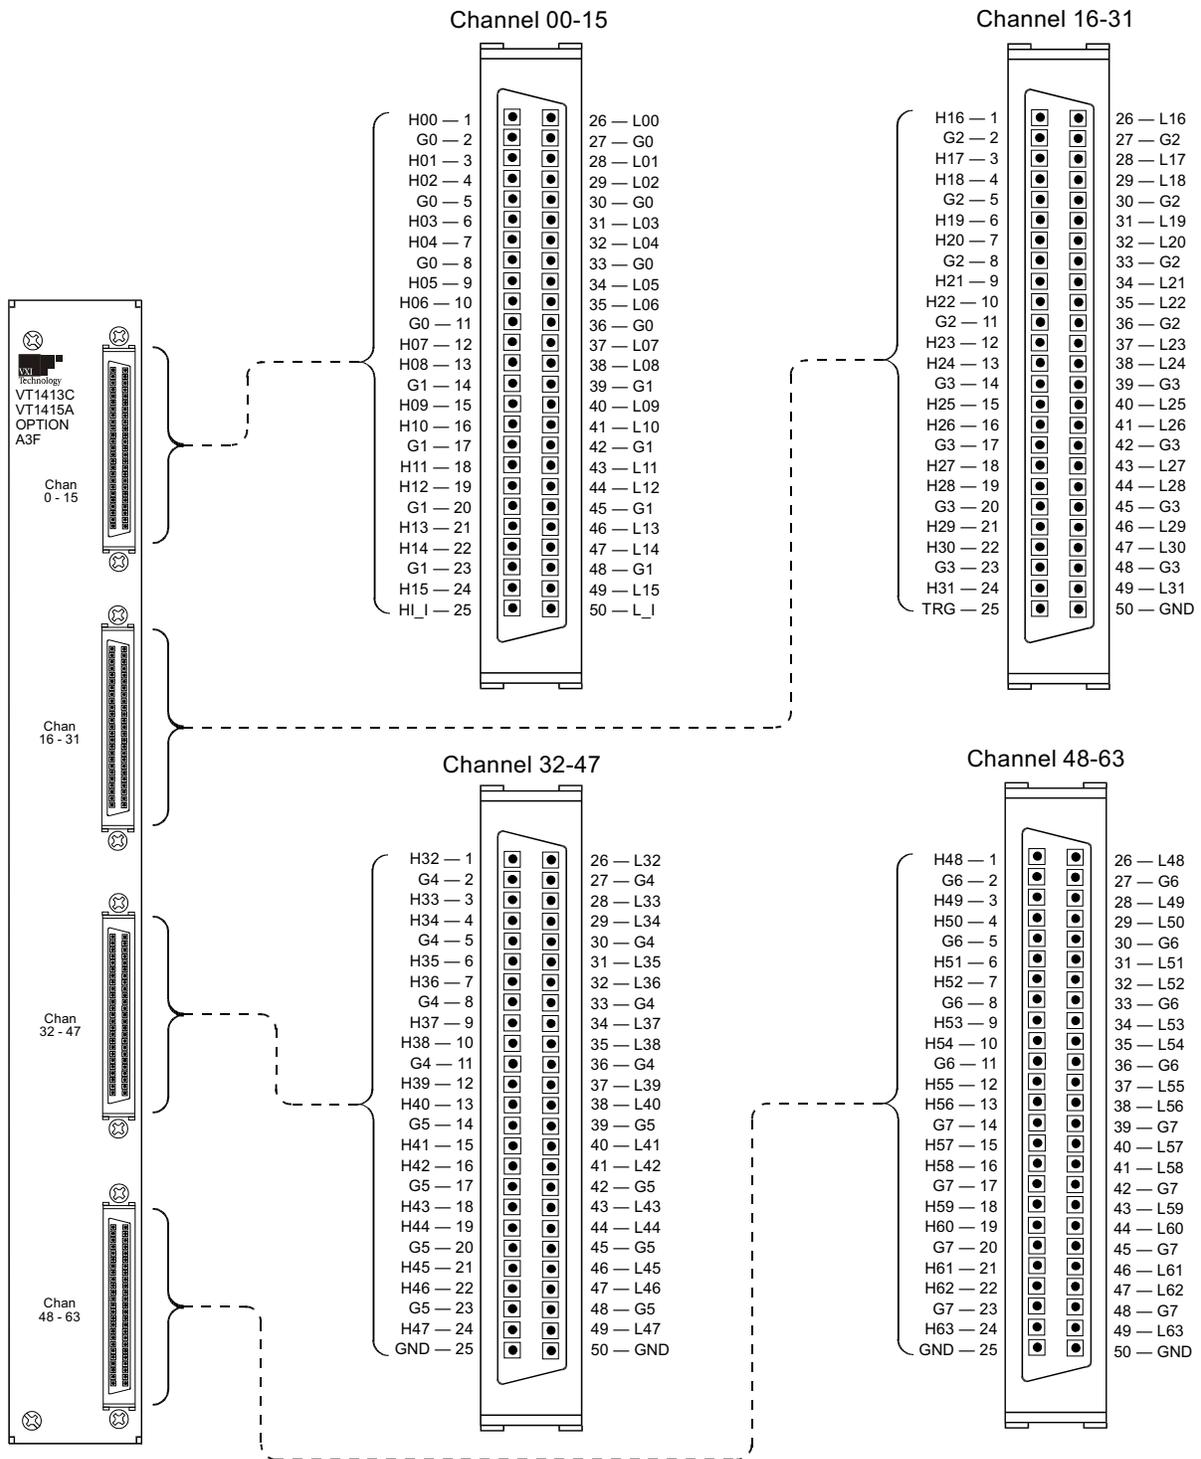 Channel 00-15
H00 — 1
G0 — 2
H01 — 3
H02 — 4
G0 — 5
H03 — 6
H04 — 7
G0 — 8
H05 — 9
H06 — 10
G0 — 11
H07 — 12
H08 — 13
G1 — 14
H09 — 15
H10 — 16
G1 — 17
H11 — 18
H12 — 19
G1 — 20
H13 — 21
H14 — 22
G1 — 23
H15 — 24
HI_I — 25
26 — L00
27 — G0
28 — L01
29 — L02
30 — G0
31 — L03
32 — L04
33 — G0
34 — L05
35 — L06
36 — G0
37 — L07
38 — L08
39 — G1
40 — L09
41 — L10
42 — G1
43 — L11
44 — L12
45 — G1
46 — L13
47 — L14
48 — G1
49 — L15
50 — L_I
Channel 16-31
H16 — 1
G2 — 2
H17 — 3
H18 — 4
G2 — 5
H19 — 6
H20 — 7
G2 — 8
H21 — 9
H22 — 10
G2 — 11
H23 — 12
H24 — 13
G3 — 14
H25 — 15
H26 — 16
G3 — 17
H27 — 18
H28 — 19
G3 — 20
H29 — 21
H30 — 22
G3 — 23
H31 — 24
TRG — 25
26 — L16
27 — G2
28 — L17
29 — L18
30 — G2
31 — L19
32 — L20
33 — G2
34 — L21
35 — L22
36 — G2
37 — L23
38 — L24
39 — G3
40 — L25
41 — L26
42 — G3
43 — L27
44 — L28
45 — G3
46 — L29
47 — L30
48 — G3
49 — L31
50 — GND
VXI
Technology
VT1413C
VT1415A
OPTION
A3F
Chan
0 - 15
Chan
16 - 31
Chan
32 - 47
Chan
48 - 63
Channel 32-47
H32 — 1
G4 — 2
H33 — 3
H34 — 4
G4 — 5
H35 — 6
H36 — 7
G4 — 8
H37 — 9
H38 — 10
G4 — 11
H39 — 12
H40 — 13
G5 — 14
H41 — 15
H42 — 16
G5 — 17
H43 — 18
H44 — 19
G5 — 20
H45 — 21
H46 — 22
G5 — 23
H47 — 24
GND — 25
26 — L32
27 — G4
28 — L33
29 — L34
30 — G4
31 — L35
32 — L36
33 — G4
34 — L37
35 — L38
36 — G4
37 — L39
38 — L40
39 — G5
40 — L41
41 — L42
42 — G5
43 — L43
44 — L44
45 — G5
46 — L45
47 — L46
48 — G5
49 — L47
50 — GND
Channel 48-63
H48 — 1
G6 — 2
H49 — 3
H50 — 4
G6 — 5
H51 — 6
H52 — 7
G6 — 8
H53 — 9
H54 — 10
G6 — 11
H55 — 12
H56 — 13
G7 — 14
H57 — 15
H58 — 16
G7 — 17
H59 — 18
H60 — 19
G7 — 20
H61 — 21
H62 — 22
G7 — 23
H63 — 24
GND — 25
26 — L48
27 — G6
28 — L49
29 — L50
30 — G6
31 — L51
32 — L52
33 — G6
34 — L53
35 — L54
36 — G6
37 — L55
38 — L56
39 — G7
40 — L57
41 — L58
42 — G7
43 — L59
44 — L60
45 — G7
46 — L61
47 — L62
48 — G7
49 — L63
50 — GND